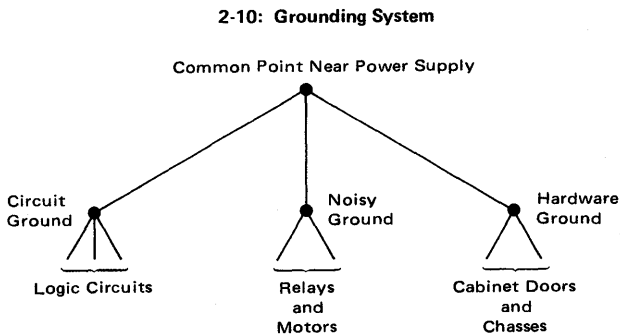 2-10: Grounding System
Common Point Near Power Supply
Circuit
Ground
Noisy
Ground
Hardware
Ground
Logic Circuits
Relays
and
Motors
Cabinet Doors
and
Chasses